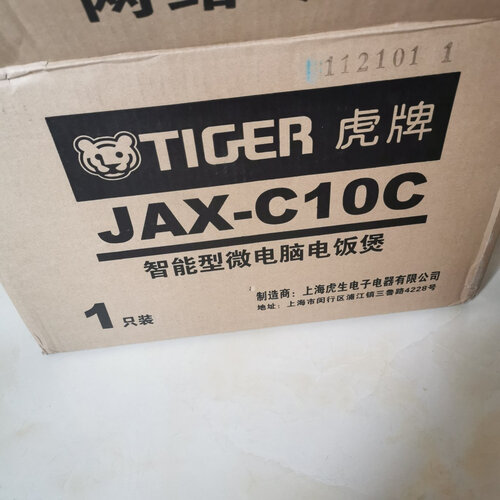 112101 1
TIGER 虎牌
JAX-C10C
智能型微电脑电饭煲
制造商：上海虎生电子电器有限公司
地址：上海市闵行区浦江镇三鲁路4228号
1只装